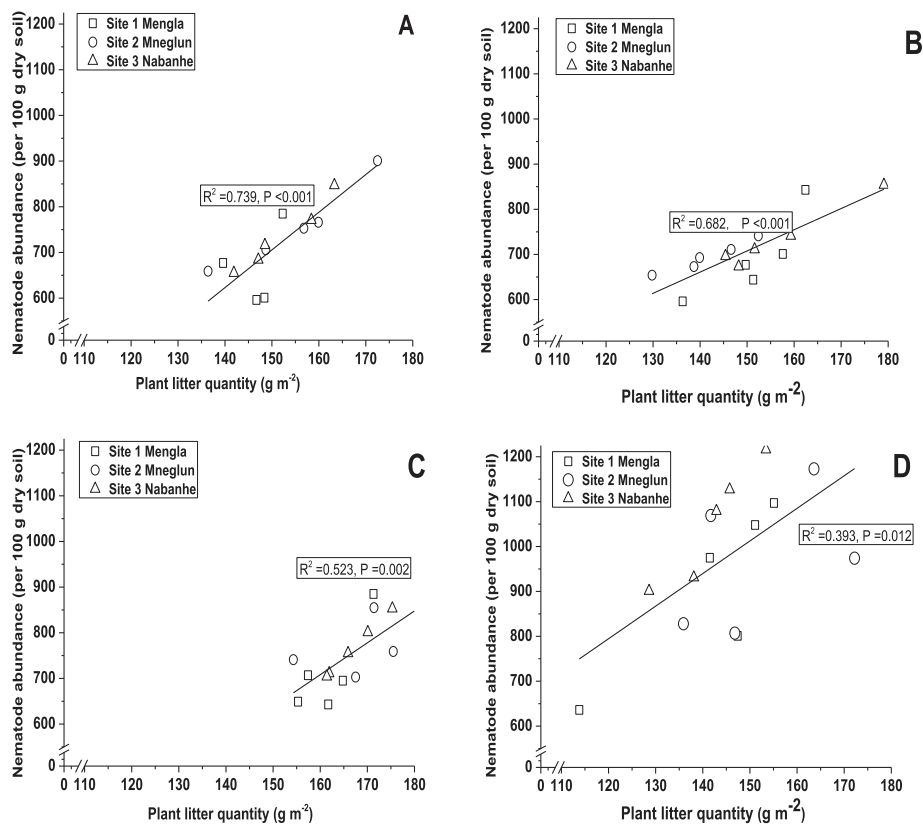 1200
1100
1000
900
800
700
600
0
Nematode abundance (per 100 g dry soil)
Site 1 Mengla
Site 2 Mneglun
Site 3 Nabanhe
A
R² =0.739, P <0.001
0 110 120 130 140 150 160 170 180
Plant litter quantity (g m⁻²)
1200
1100
1000
900
800
700
600
0
Nematode abundance (per 100 g dry soil)
Site 1 Mengla
Site 2 Mneglun
Site 3 Nabanhe
B
R² =0.682, P <0.001
0 110 120 130 140 150 160 170 180
Plant litter quantity (g m⁻²)
1200
1100
1000
900
800
700
600
0
Nematode abundance (per 100 g dry soil)
Site 1 Mengla
Site 2 Mneglun
Site 3 Nabanhe
C
R² =0.523, P =0.002
0 110 120 130 140 150 160 170 180
Plant litter quantity (g m⁻²)
1200
1100
1000
900
800
700
600
0
Nematode abundance (per 100 g dry soil)
Site 1 Mengla
Site 2 Mneglun
Site 3 Nabanhe
D
R² =0.393, P =0.012
0 110 120 130 140 150 160 170 180
Plant litter quantity (g m⁻²)